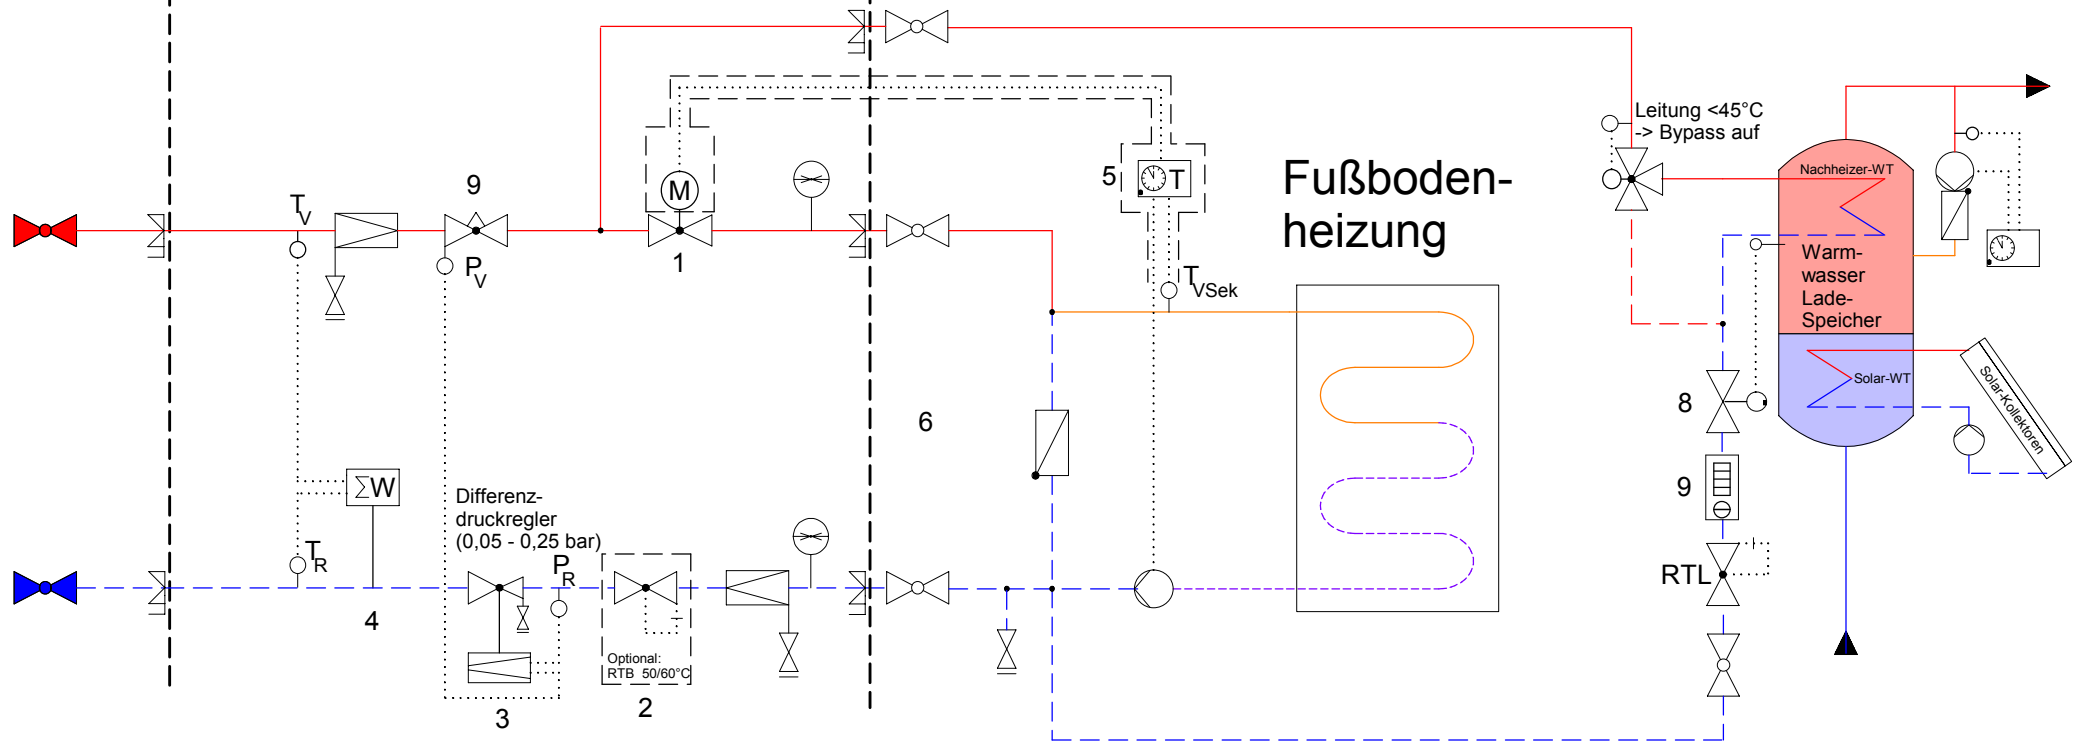 Leitung <45°C
-> Bypass auf
Nachheizer-WT
M
5
T
Fußboden-
heizung
T V
9
P V
1
T VSek
Warm-
wasser
Lade-
Speicher
Solar-WT
Solar-Kollektoren
8
6
9
ΣW
Differenz-
druckregler
(0,05 - 0,25 bar)
T R
P R
RTL
4
Optional:
RTB 50/60°C
3
2